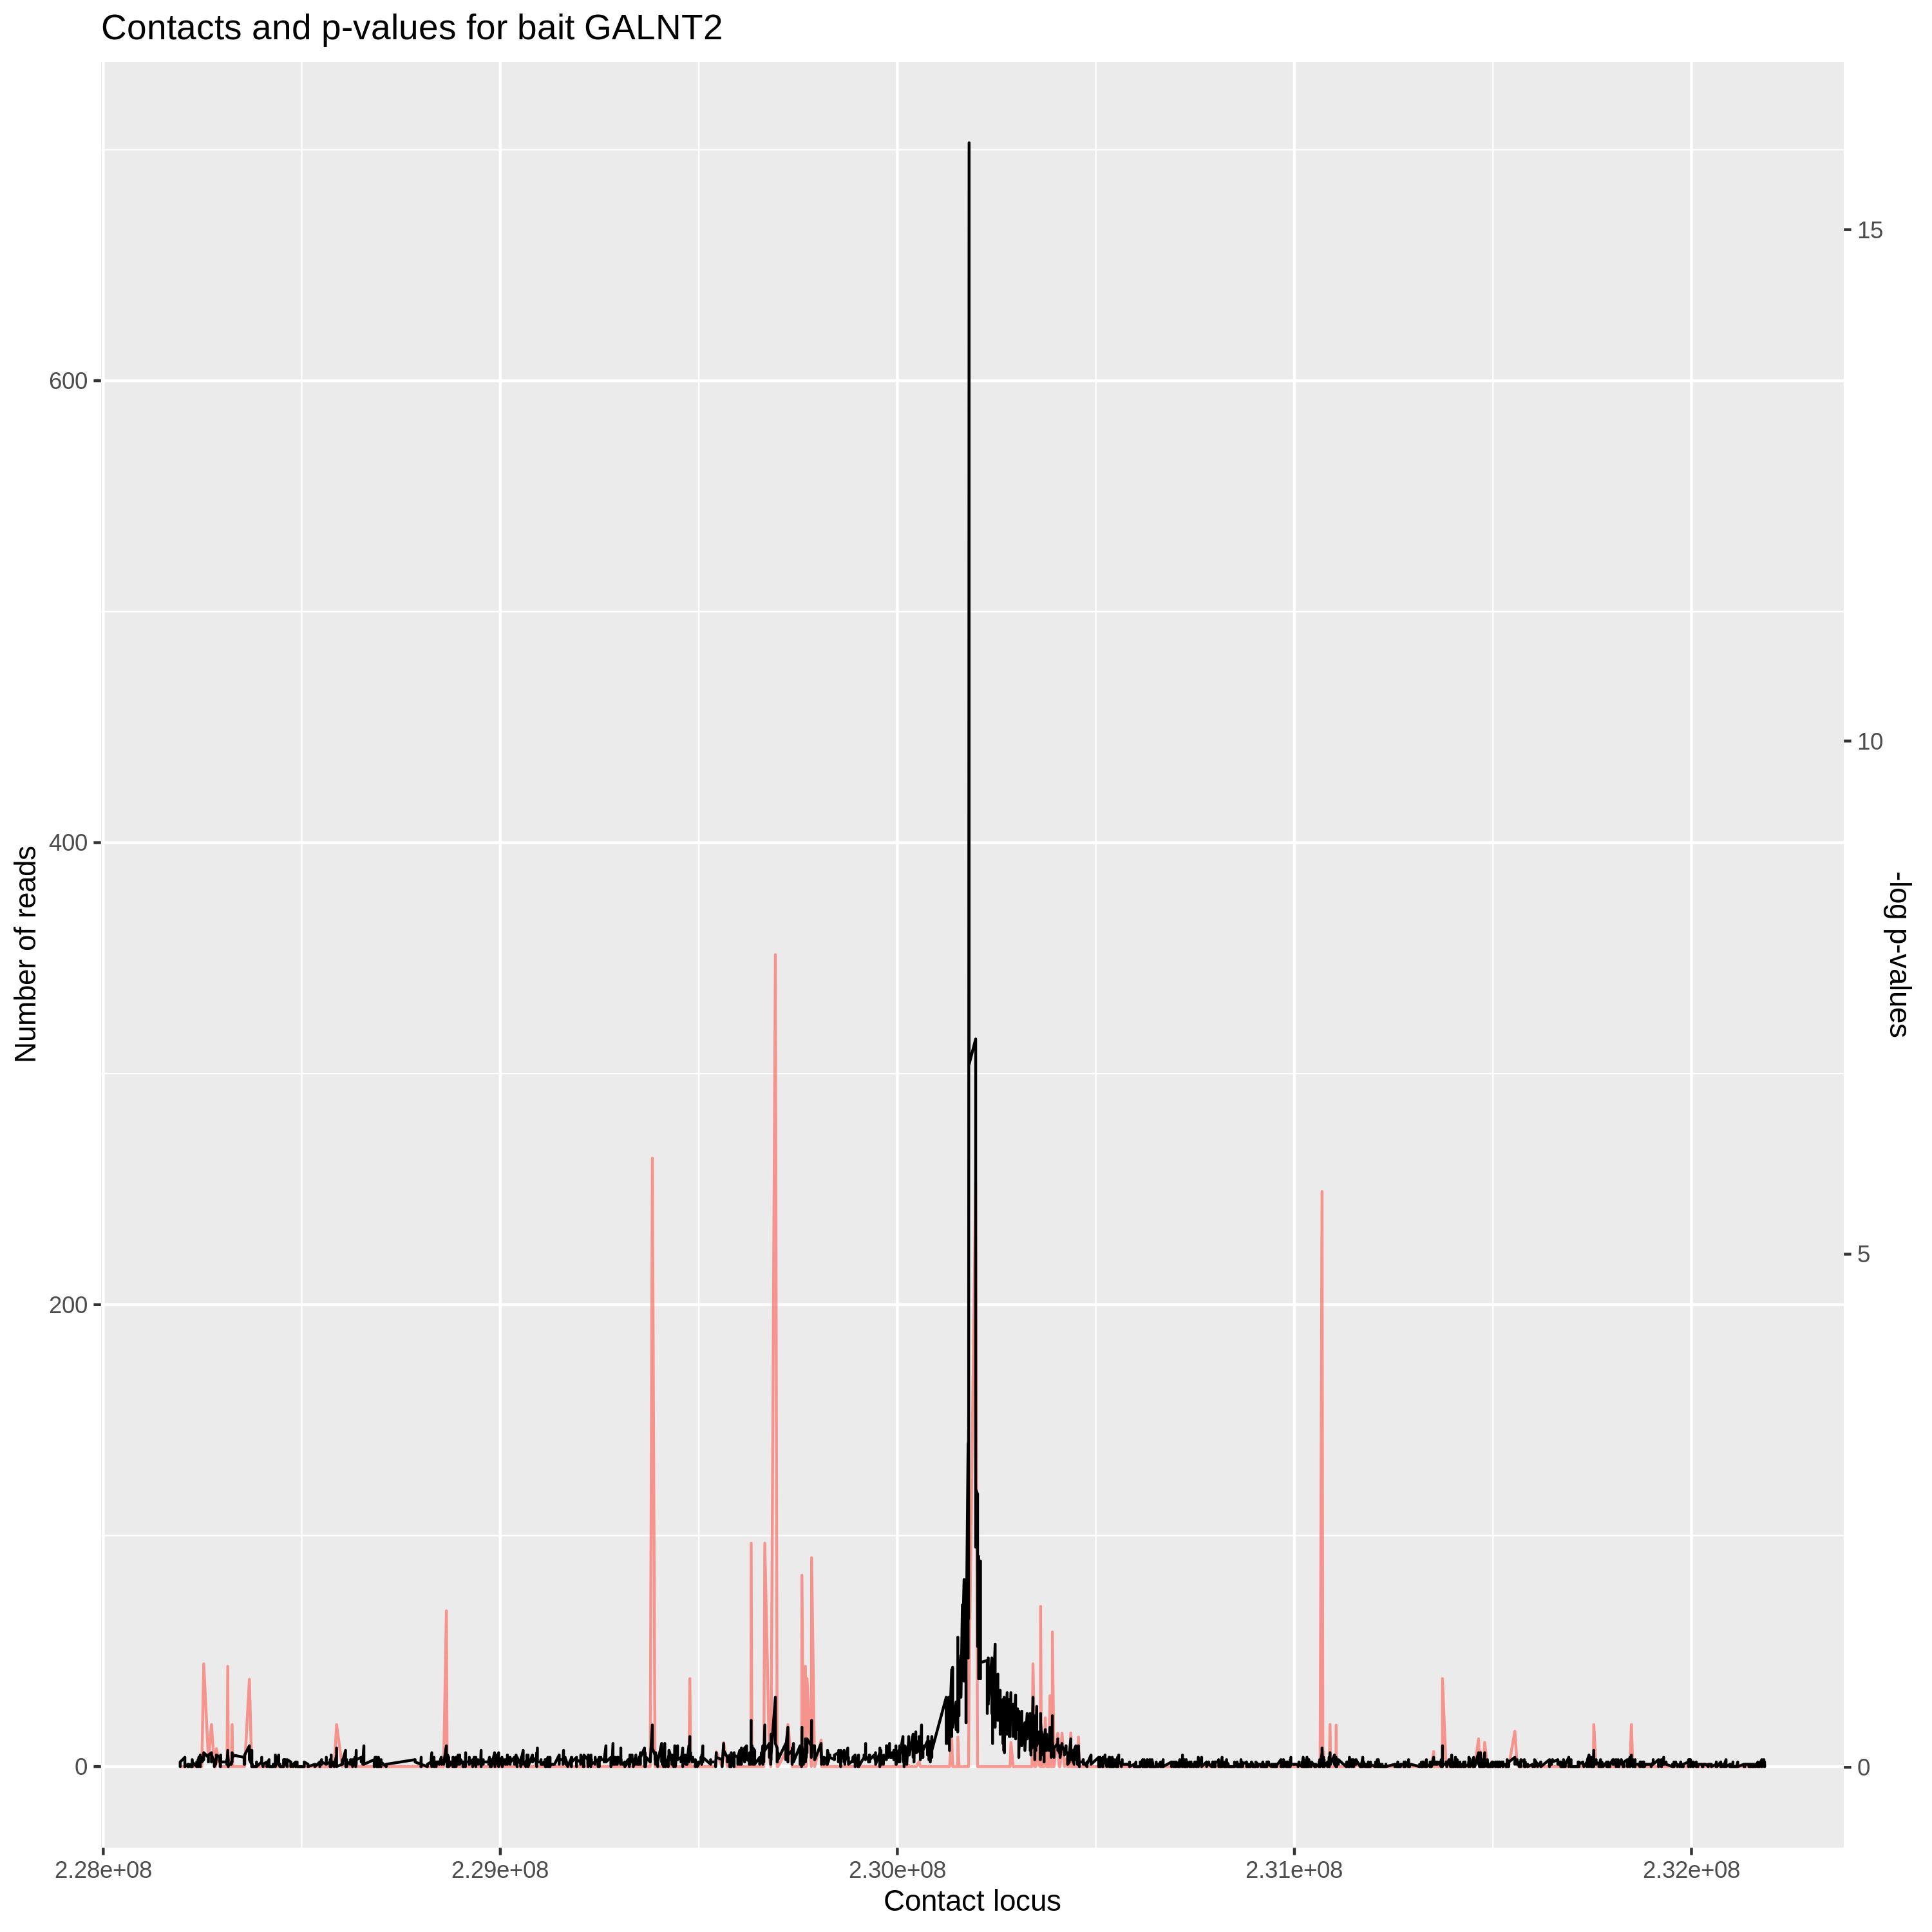 Contacts and p-values for bait GALNT2
Number of reads
600
400
200
0
15
10
5
0
-log p-values
2.28e+08
2.29e+08
2.30e+08
2.31e+08
2.32e+08
Contact locus